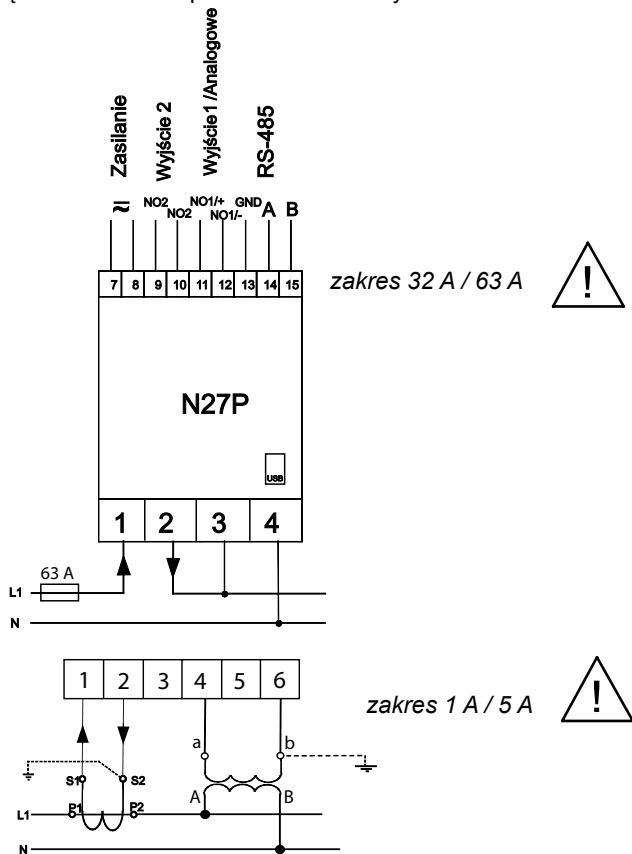 Zasilanie
Wyjście 2
Wyjście 1 /Analogowe
RS-485
NO2 NO2 NO1/+ NO1/- GND A B
7 8 9 10 11 12 13 14 15
zakres 32 A / 63 A
!
N27P
USB
1 2 3 4
63 A
L1
N
1 2 3 4 5 6
zakres 1 A / 5 A
!
a b
S1 S2
A B
L1 P1 P2
N